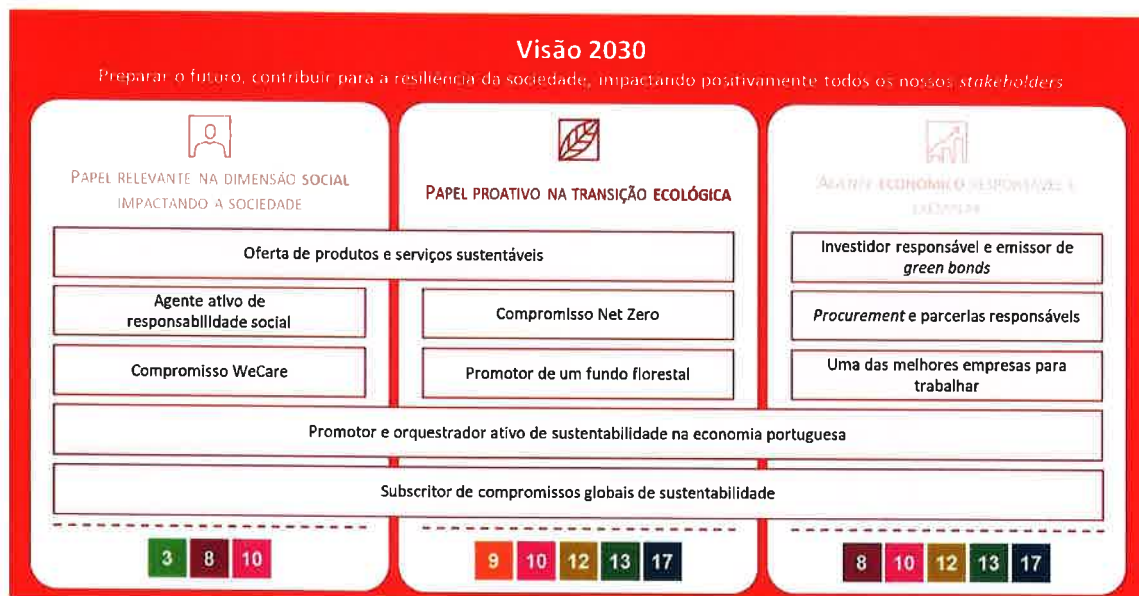 Visão 2030
Preparar o futuro, contribuir para a resiliência da sociedade, impactando positivamente todos os nossos stakeholders
PAPEL RELEVANTE NA DIMENSÃO SOCIAL
IMPACTANDO A SOCIEDADE
PAPEL PROATIVO NA TRANSIÇÃO ECOLÓGICA
AGENTE ECONÓMICO RESPONSÁVEL E
Oferta de produtos e serviços sustentáveis
Investidor responsável e emissor de
green bonds
Agente ativo de
responsabilidade social
Compromisso Net Zero
Procurement e parcerias responsáveis
Compromisso WeCare
Promotor de um fundo florestal
Uma das melhores empresas para
trabalhar
Promotor e orquestrador ativo de sustentabilidade na economia portuguesa
Subscritor de compromissos globais de sustentabilidade
3 8 10
9 10 12 13 17
8 10 12 13 17